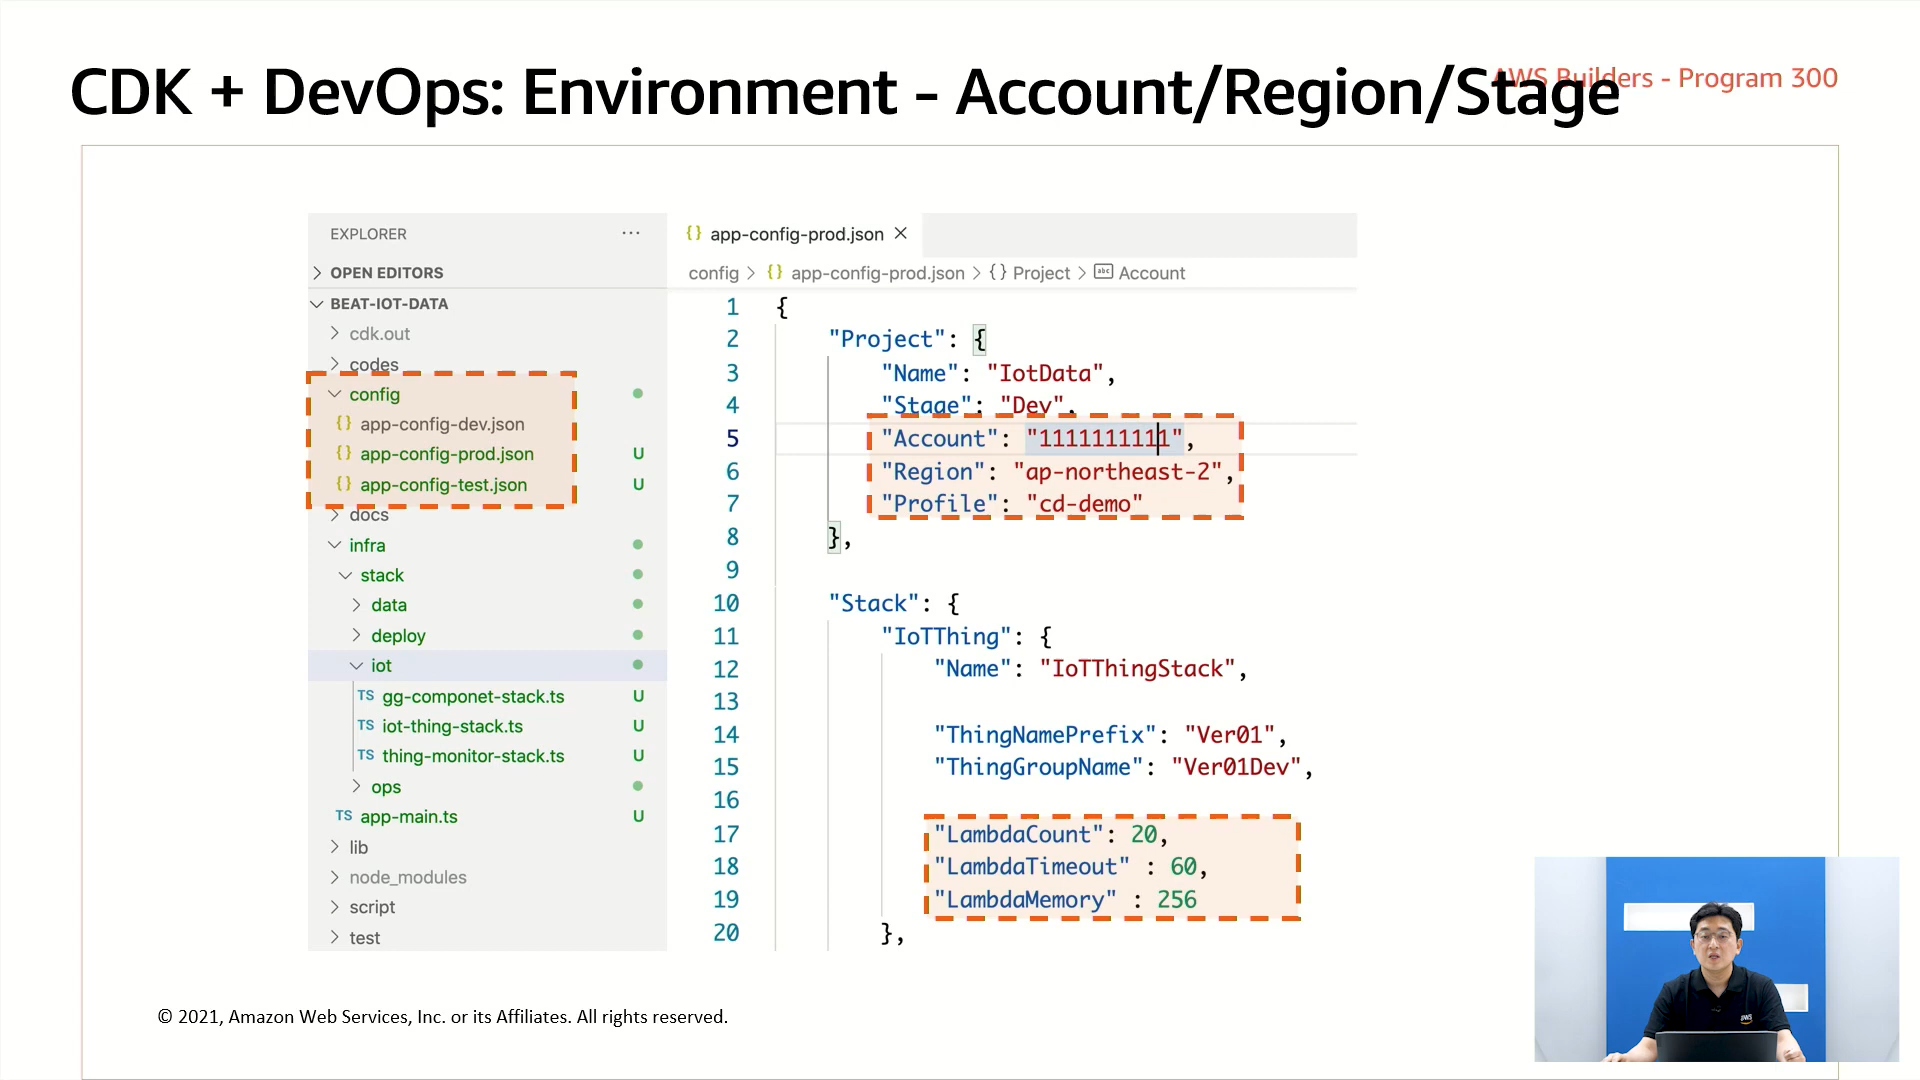 CDK + DevOps: Environment - Account/Region/Stage
AWS Builders - Program 300
EXPLORER
···
OPEN EDITORS
BEAT-IOT-DATA
cdk.out
codes
config
{} app-config-dev.json
{} app-config-prod.json U
{} app-config-test.json U
docs
infra
stack
data
deploy
iot
TS gg-componet-stack.ts U
TS iot-thing-stack.ts U
TS thing-monitor-stack.ts U
ops
TS app-main.ts U
lib
node_modules
script
test
{} app-config-prod.json ×
config > {} app-config-prod.json > {} Project > abc Account
1 {
2 "Project": {
3 "Name": "IotData",
4 "Stage": "Dev",
5 "Account": "1111111111",
6 "Region": "ap-northeast-2",
7 "Profile": "cd-demo"
8 },
9
10 "Stack": {
11 "IoTThing": {
12 "Name": "IoTThingStack",
13
14 "ThingNamePrefix": "Ver01",
15 "ThingGroupName": "Ver01Dev",
16
17 "LambdaCount": 20,
18 "LambdaTimeout" : 60,
19 "LambdaMemory" : 256
20 },
© 2021, Amazon Web Services, Inc. or its Affiliates. All rights reserved.
aws